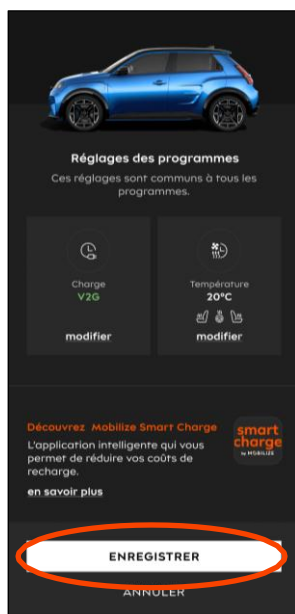 Réglages des programmes
Ces réglages sont communs à tous les
programmes.
Charge
V2G
modifier
Température
20°C
modifier
Découvrez Mobilize Smart Charge
L'application intelligente qui vous
permet de réduire vos coûts de
recharge.
en savoir plus
smart
charge
by MOBILIZE
ENREGISTRER
ANNULER